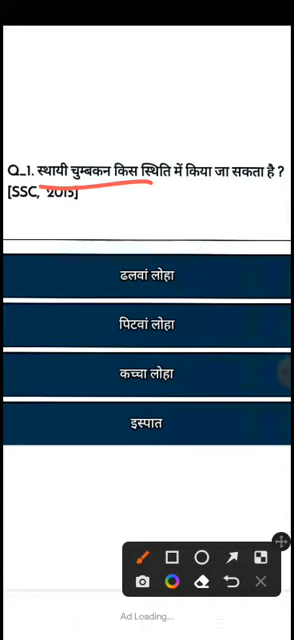 Q_1. स्थायी चुम्बकन किस स्थिति में किया जा सकता है ?
[SSC, 2015]
ढलवां लोहा
पिटवां लोहा
कच्चा लोहा
इस्पात
Ad Loading...